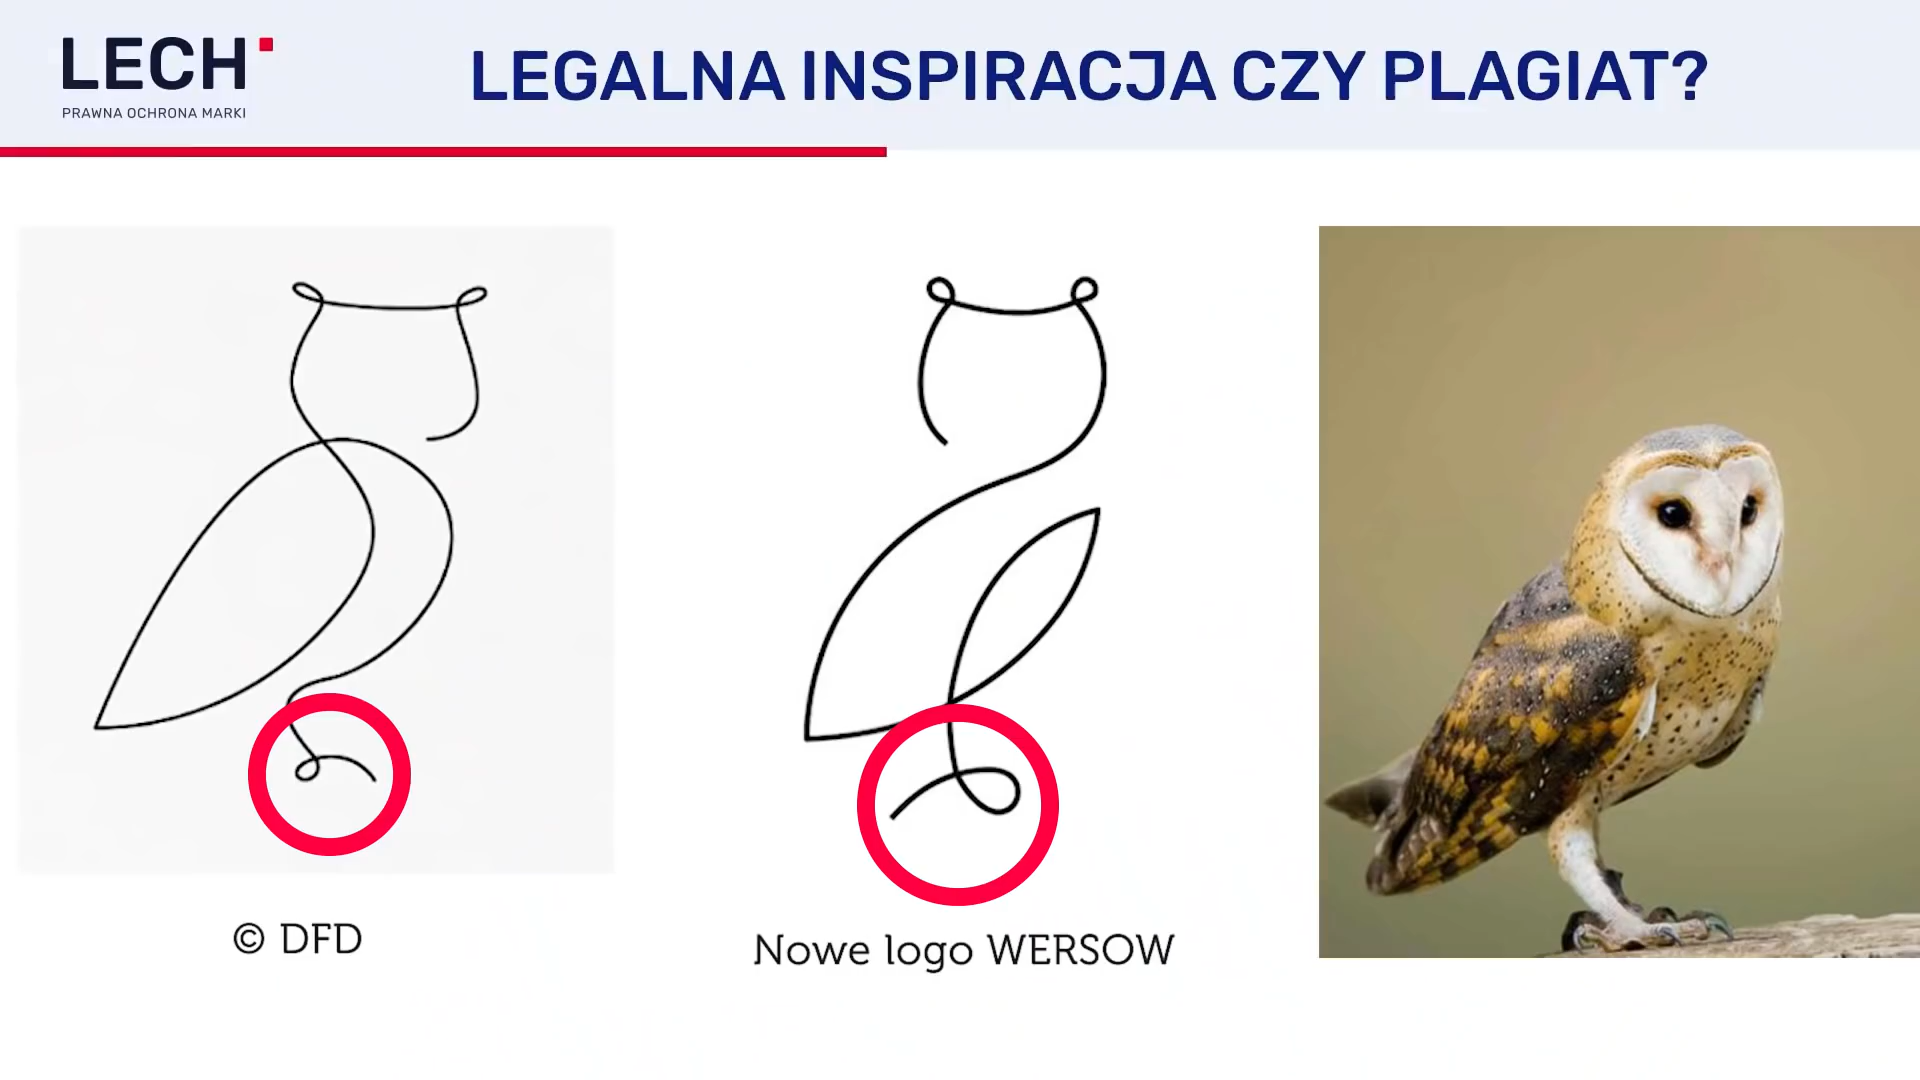 LECH
PRAWNA OCHRONA MARKI
LEGALNA INSPIRACJA CZY PLAGIAT?
© DFD
Nowe logo WERSOW